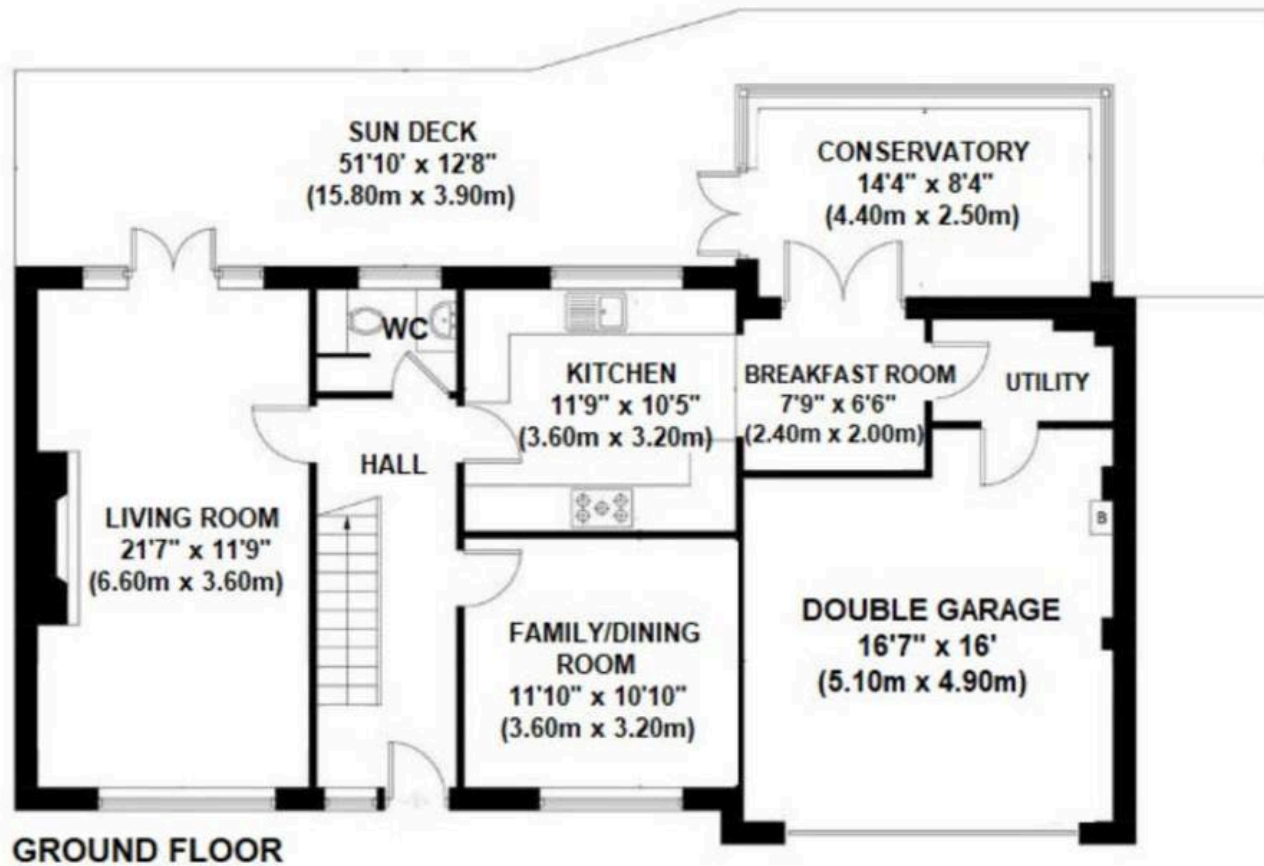 SUN DECK
51'10' x 12'8"
(15.80m x 3.90m)
CONSERVATORY
14'4" x 8'4"
(4.40m x 2.50m)
WC
KITCHEN
11'9" x 10'5"
(3.60m x 3.20m)
BREAKFAST ROOM
7'9" x 6'6"
(2.40m x 2.00m)
UTILITY
HALL
LIVING ROOM
21'7" x 11'9"
(6.60m x 3.60m)
B
FAMILY/DINING
ROOM
11'10" x 10'10"
(3.60m x 3.20m)
DOUBLE GARAGE
16'7" x 16'
(5.10m x 4.90m)
GROUND FLOOR